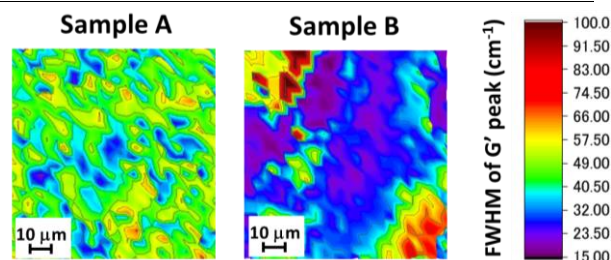 Sample A
Sample B
10 μm
10 μm
FWHM of G’ peak (cm-1)
100.0
91.50
83.00
74.50
66.00
57.50
49.00
40.50
32.00
23.50
15.00